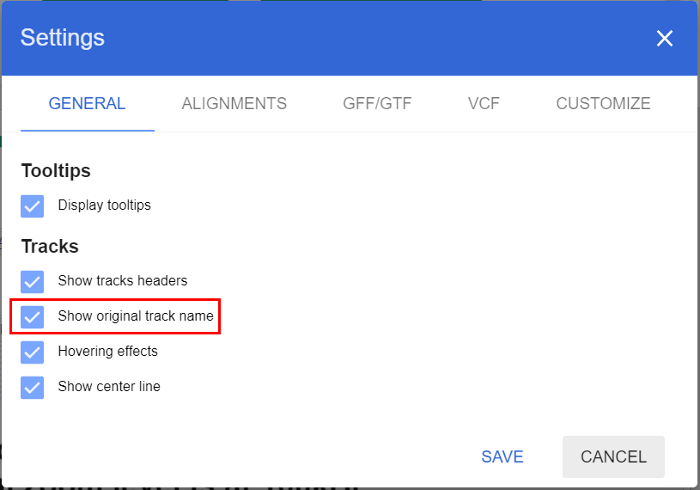 Settings
GENERAL ALIGNMENTS GFF/GTF VCF CUSTOMIZE
Tooltips
Display tooltips
Tracks
Show tracks headers
Show original track name
Hovering effects
Show center line
SAVE CANCEL